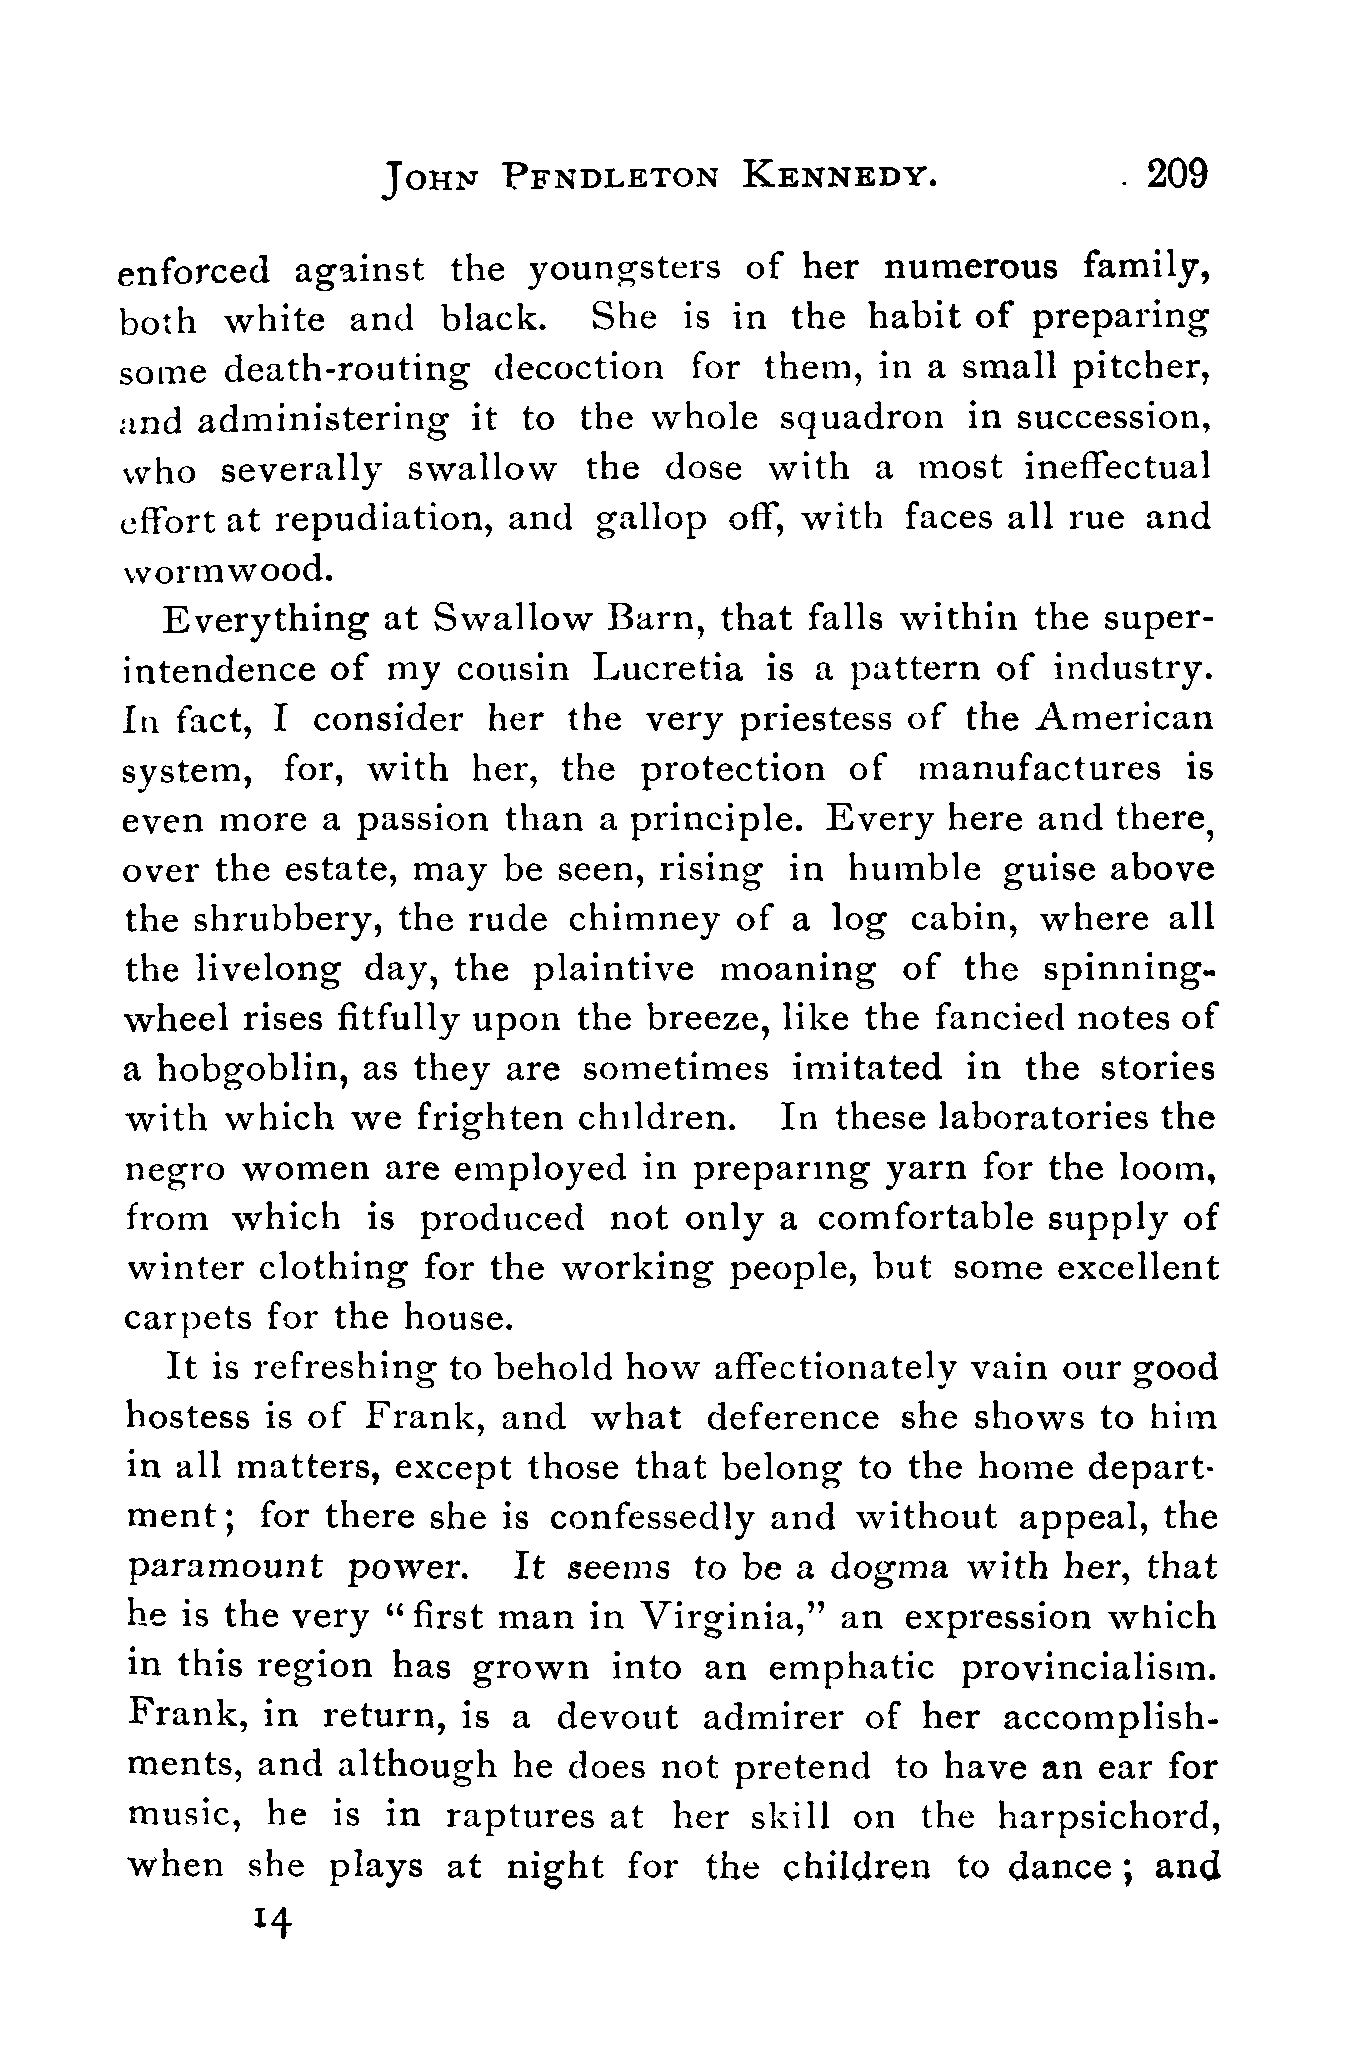 John Pendleton Kennedy. 209
enforced against the youngsters of her numerous family,
both white and black. She is in the habit of preparing
some death-routing decoction for them, in a small pitcher,
and administering it to the whole squadron in succession,
who severally swallow the dose with a most ineffectual
effort at repudiation, and gallop off, with faces all rue and
wormwood.
Everything at Swallow Barn, that falls within the super-
intendence of my cousin Lucretia is a pattern of industry.
In fact, I consider her the very priestess of the American
system, for, with her, the protection of manufactures is
even more a passion than a principle. Every here and there,
over the estate, may be seen, rising in humble guise above
the shrubbery, the rude chimney of a log cabin, where all
the livelong day, the plaintive moaning of the spinning-
wheel rises fitfully upon the breeze, like the fancied notes of
a hobgoblin, as they are sometimes imitated in the stories
with which we frighten children. In these laboratories the
negro women are employed in preparing yarn for the loom,
from which is produced not only a comfortable supply of
winter clothing for the working people, but some excellent
carpets for the house.
It is refreshing to behold how affectionately vain our good
hostess is of Frank, and what deference she shows to him
in all matters, except those that belong to the home depart-
ment; for there she is confessedly and without appeal, the
paramount power. It seems to be a dogma with her, that
he is the very "first man in Virginia," an expression which
in this region has grown into an emphatic provincialism.
Frank, in return, is a devout admirer of her accomplish-
ments, and although he does not pretend to have an ear for
music, he is in raptures at her skill on the harpsichord,
when she plays at night for the children to dance; and
14